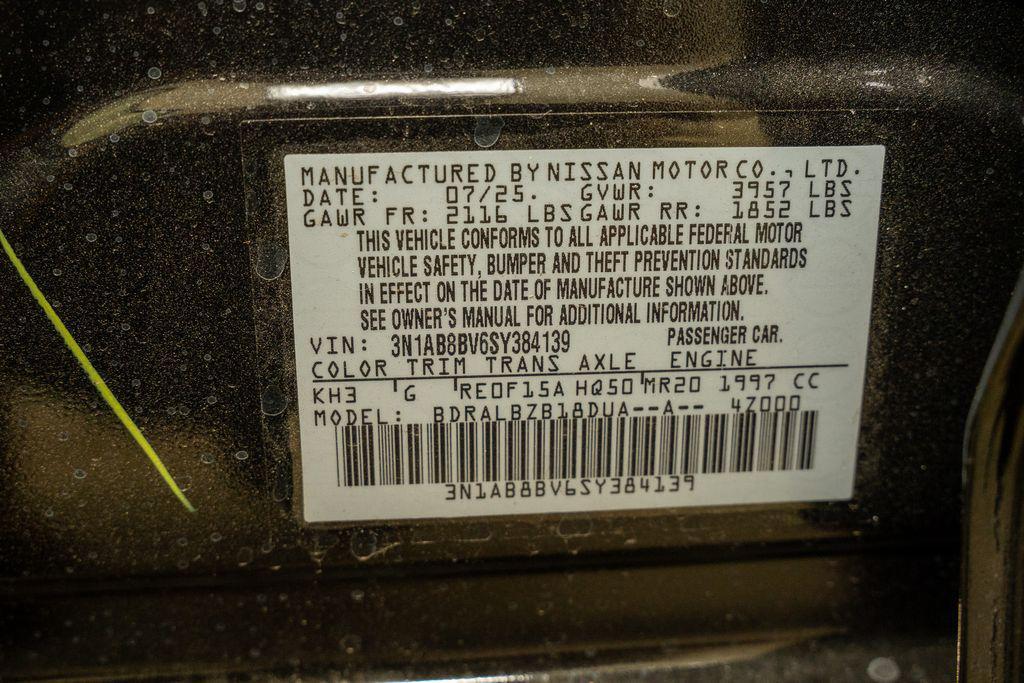 MANUFACTURED BY NISSAN MOTOR CO., LTD.
DATE: 07/25. GVWR: 3957 LBS
GAWR FR: 2116 LBS GAWR RR: 1852 LBS
THIS VEHICLE CONFORMS TO ALL APPLICABLE FEDERAL MOTOR
VEHICLE SAFETY, BUMPER AND THEFT PREVENTION STANDARDS
IN EFFECT ON THE DATE OF MANUFACTURE SHOWN ABOVE.
SEE OWNER'S MANUAL FOR ADDITIONAL INFORMATION.
VIN: 3N1AB8BV6SY384139 PASSENGER CAR.
COLOR TRIM TRANS AXLE ENGINE
KH3 G RE0F15A HQ50 MR20 1997 CC
MODEL: BDRALBZB18DUA--A-- 4Z000
3N1AB8BV6SY384139